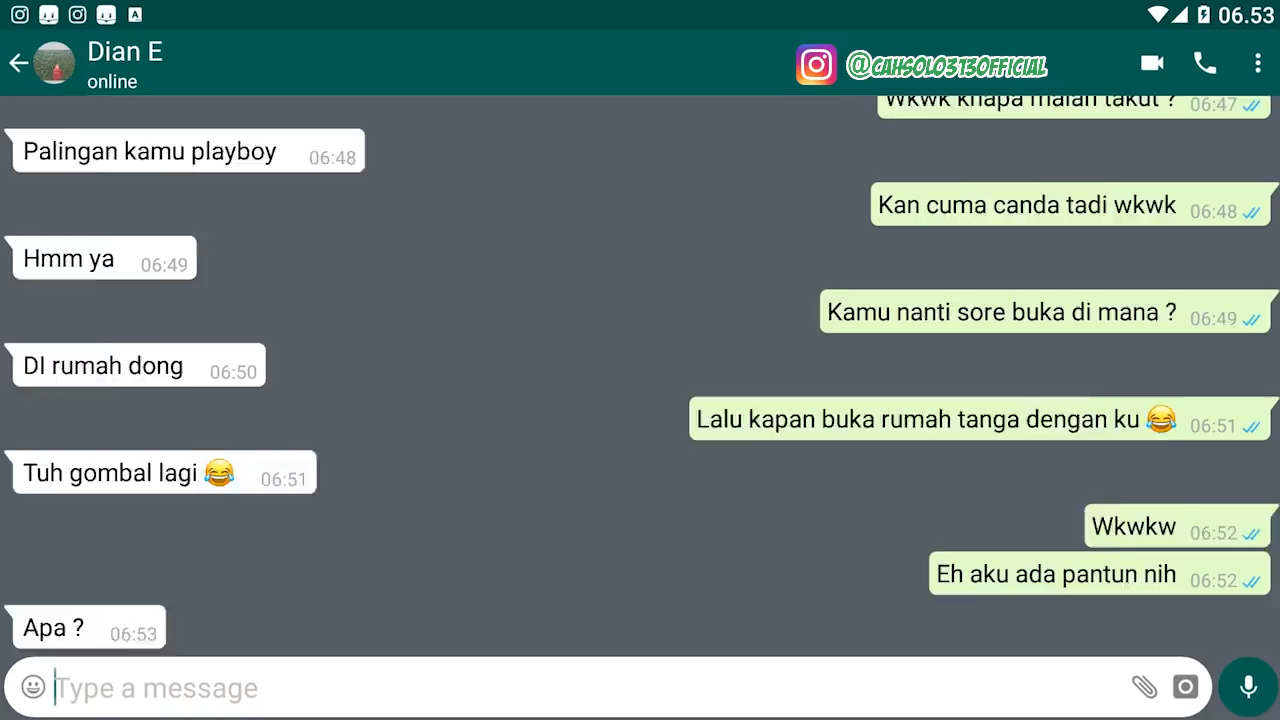 06.53
Dian E
online
@CAHSOLO313OFFICIAL
Wkwk knapa malah takut ? 06:47
Palingan kamu playboy 06:48
Kan cuma canda tadi wkwk 06:48
Hmm ya 06:49
Kamu nanti sore buka di mana ? 06:49
DI rumah dong 06:50
Lalu kapan buka rumah tanga dengan ku 😂 06:51
Tuh gombal lagi 😂 06:51
Wkwkw 06:52
Eh aku ada pantun nih 06:52
Apa ? 06:53
Type a message